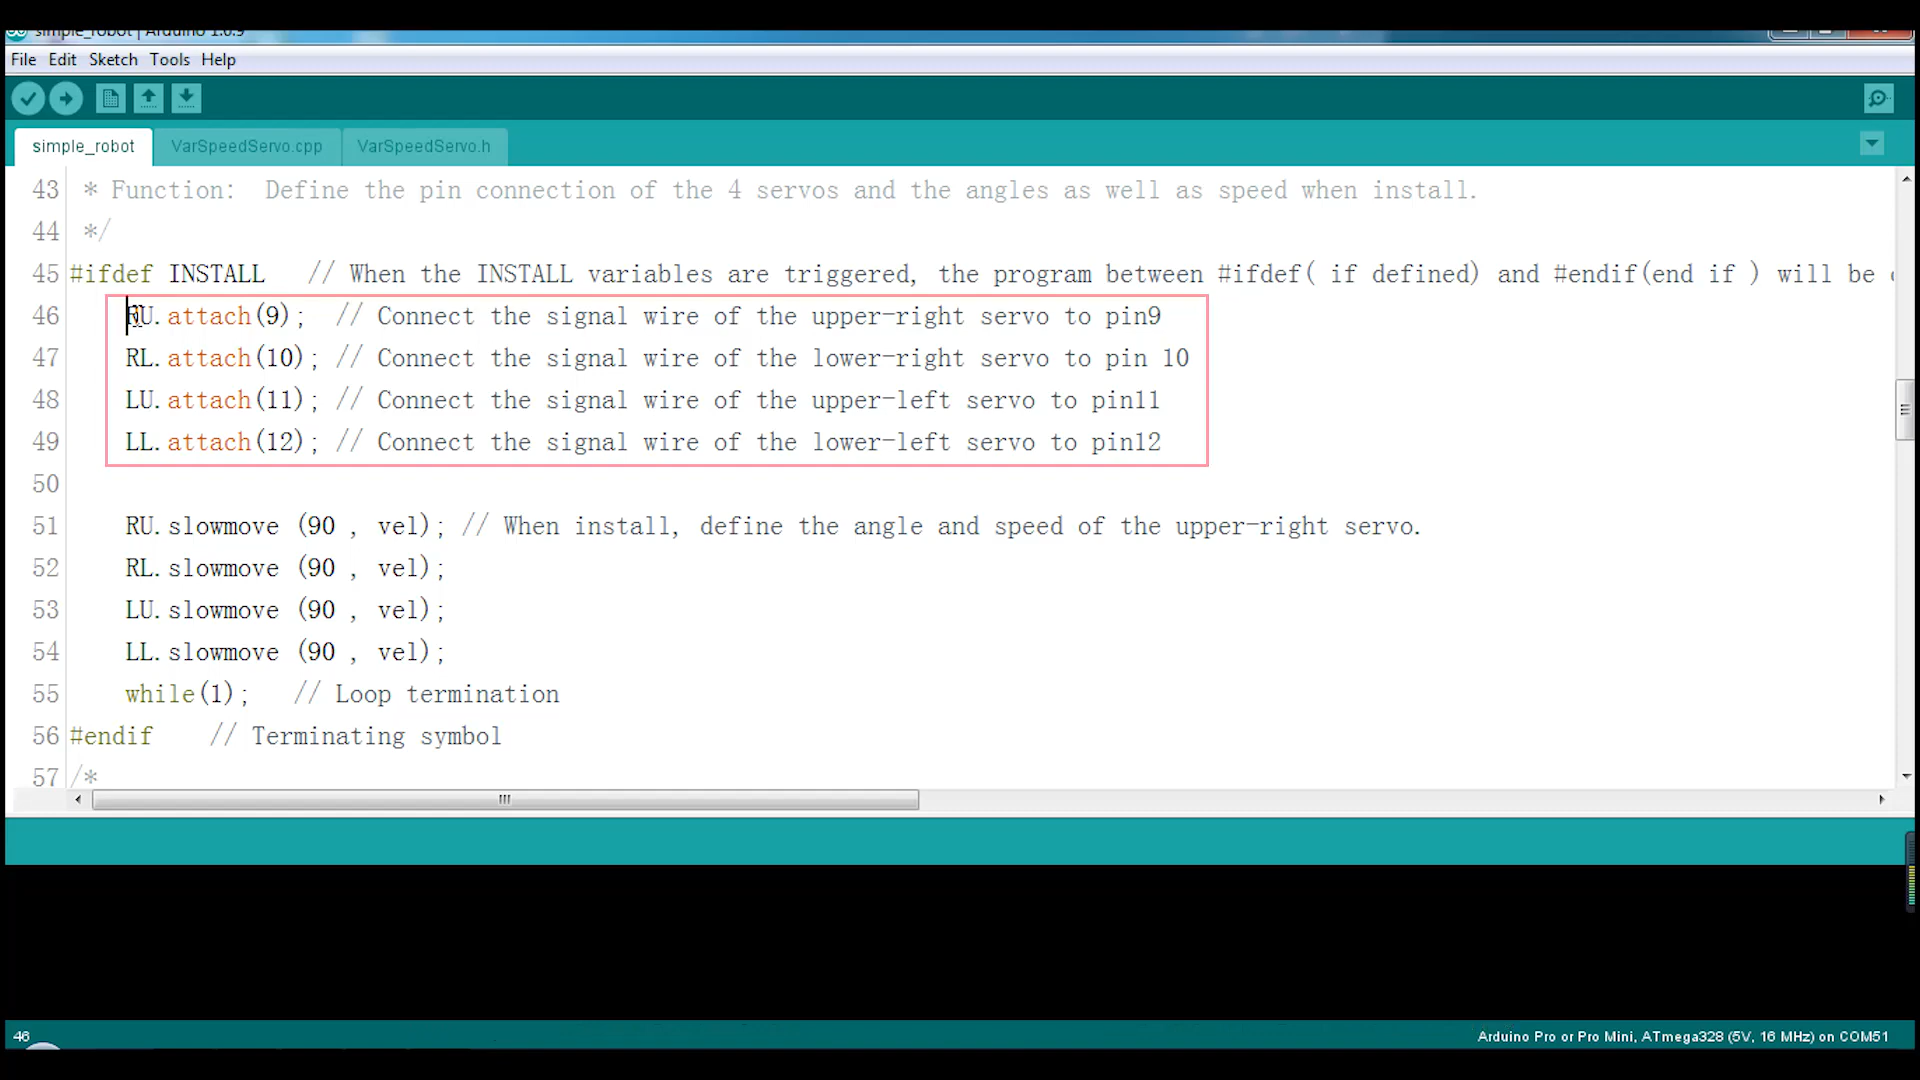 simple_robot | Arduino 1.0.9
File Edit Sketch Tools Help
simple_robot VarSpeedServo.cpp VarSpeedServo.h
43 * Function:  Define the pin connection of the 4 servos and the angles as well as speed when install.
44 */
45 #ifdef INSTALL   // When the INSTALL variables are triggered, the program between #ifdef( if defined) and #endif(end if ) will be
46 RU.attach(9);  // Connect the signal wire of the upper-right servo to pin9
47 RL.attach(10); // Connect the signal wire of the lower-right servo to pin 10
48 LU.attach(11); // Connect the signal wire of the upper-left servo to pin11
49 LL.attach(12); // Connect the signal wire of the lower-left servo to pin12
50
51 RU.slowmove (90 , vel); // When install, define the angle and speed of the upper-right servo.
52 RL.slowmove (90 , vel);
53 LU.slowmove (90 , vel);
54 LL.slowmove (90 , vel);
55 while(1);   // Loop termination
56 #endif    // Terminating symbol
57 /*
46 Arduino Pro or Pro Mini, ATmega328 (5V, 16 MHz) on COM51